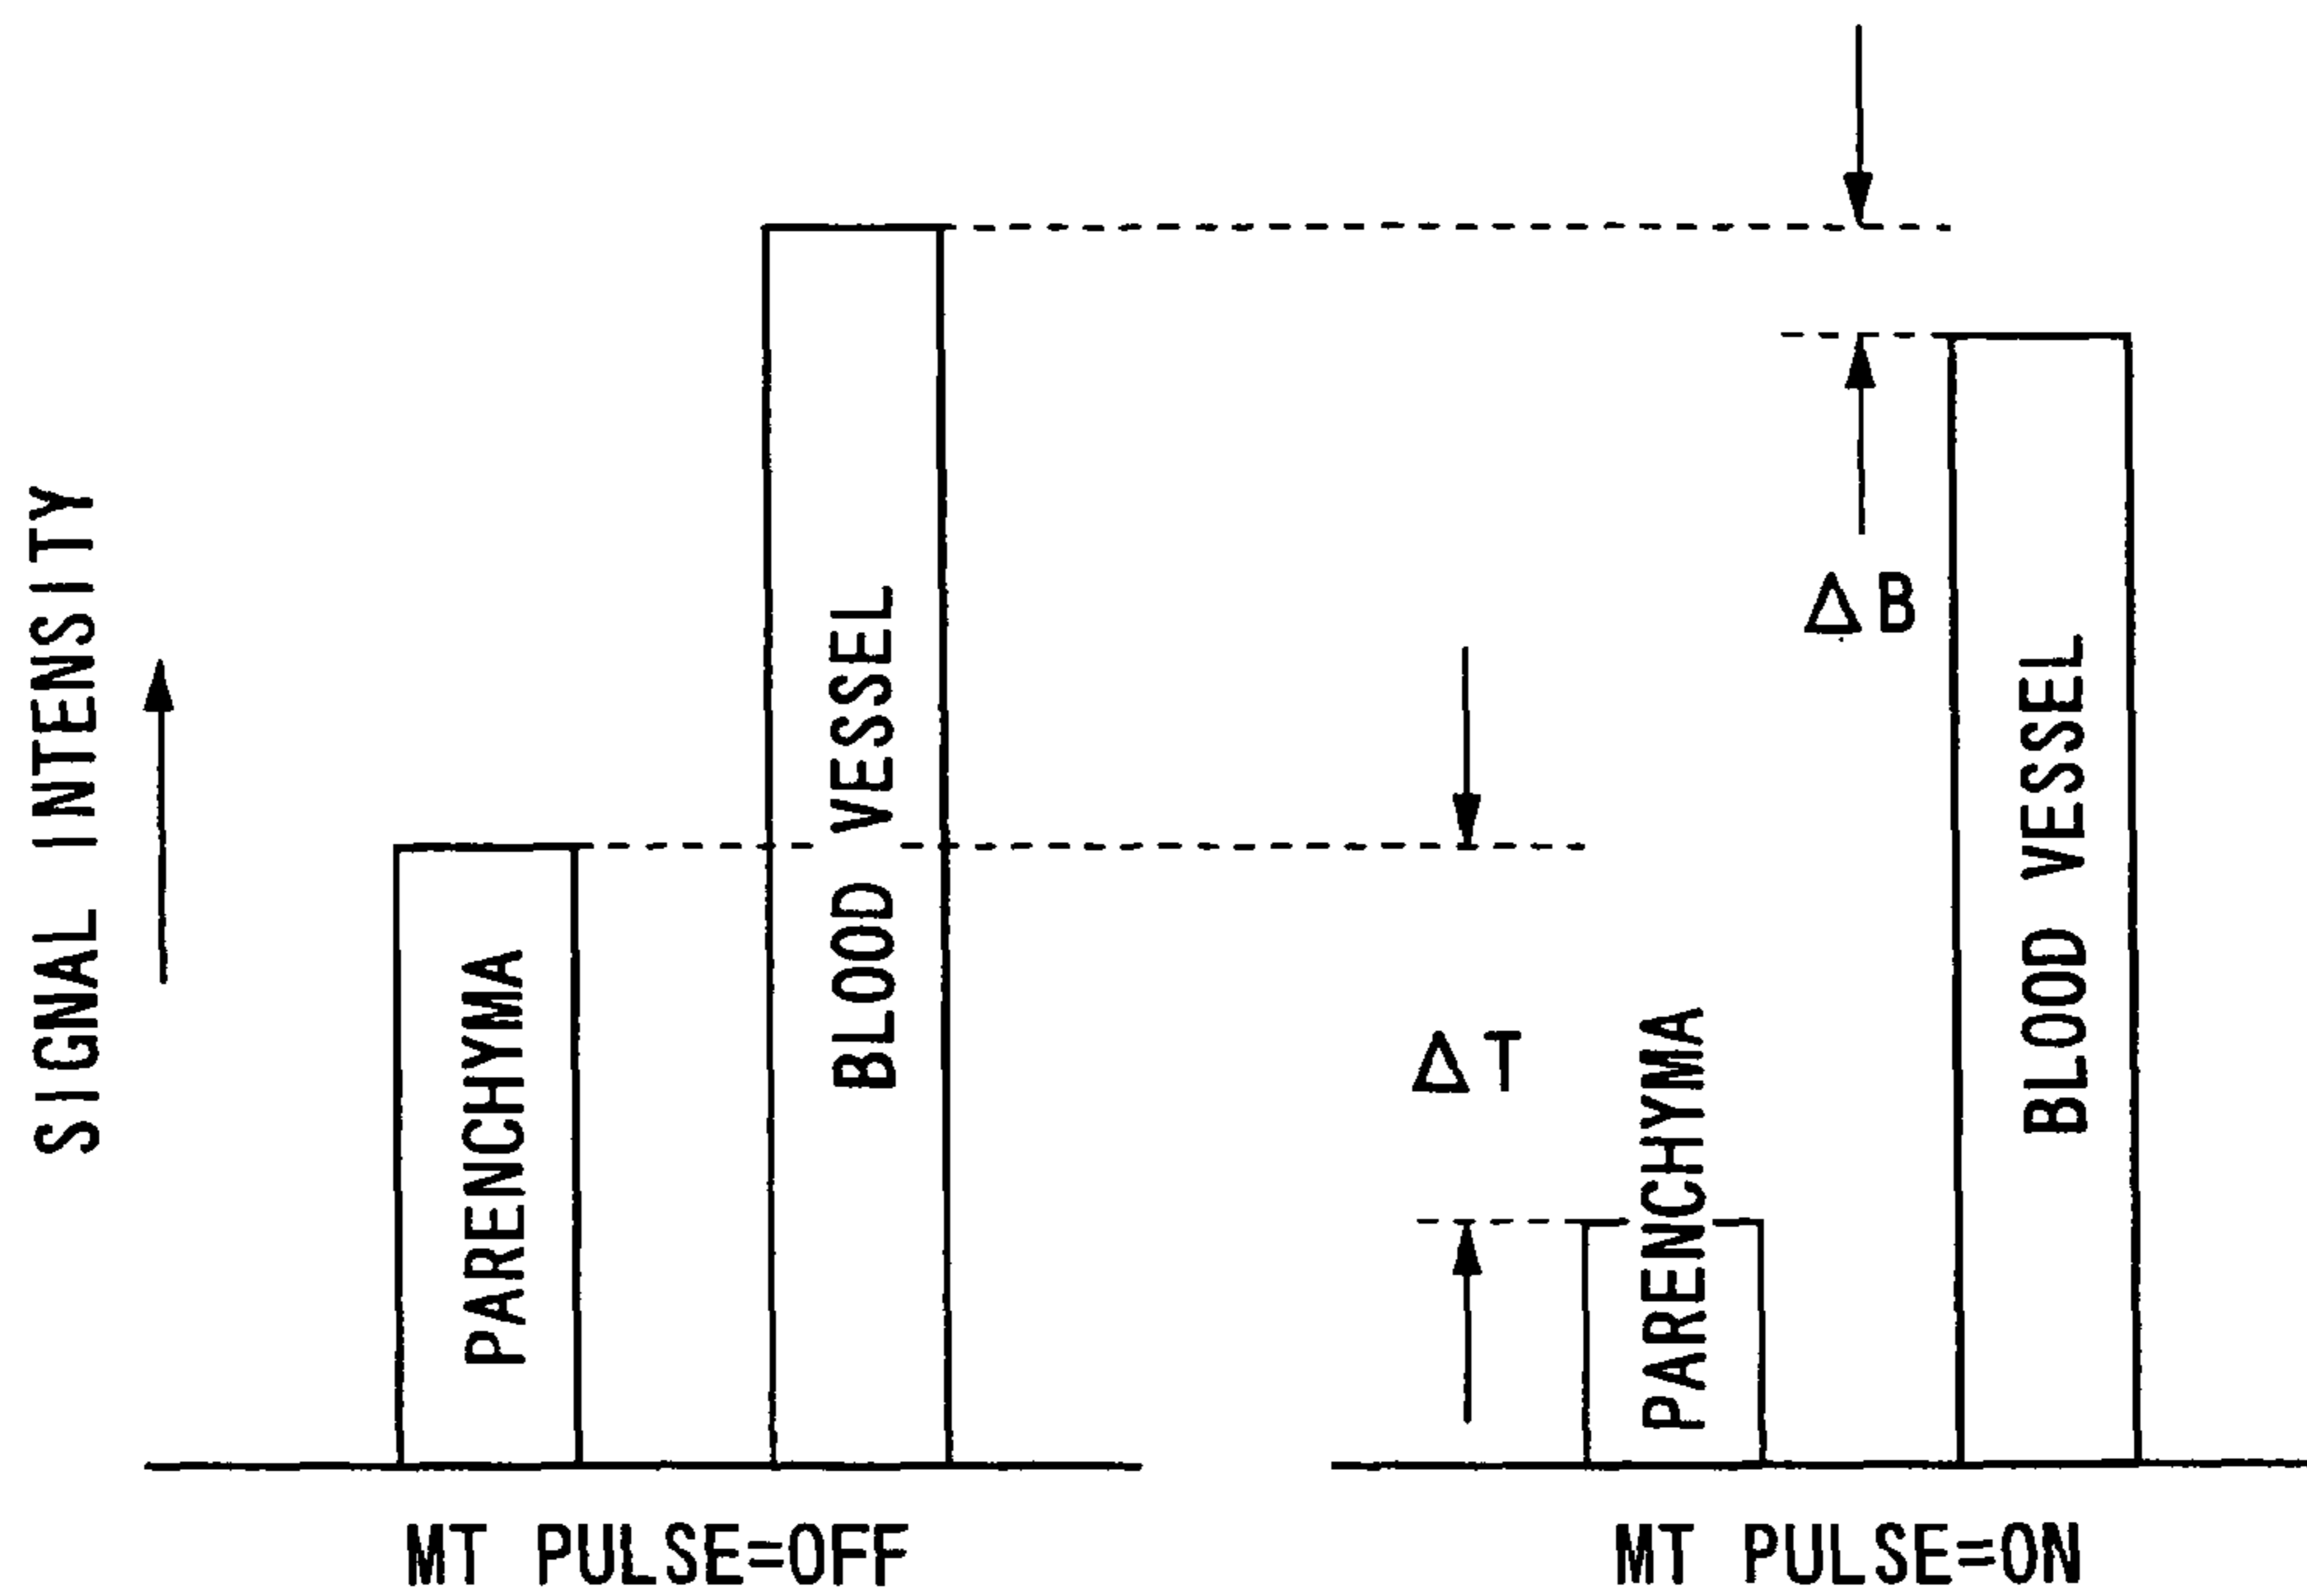 SIGNAL INTENSITY
PARENCHYMA
BLOOD VESSEL
ΔT
PARENCHYMA
ΔB
BLOOD VESSEL
MT PULSE=OFF
MT PULSE=ON